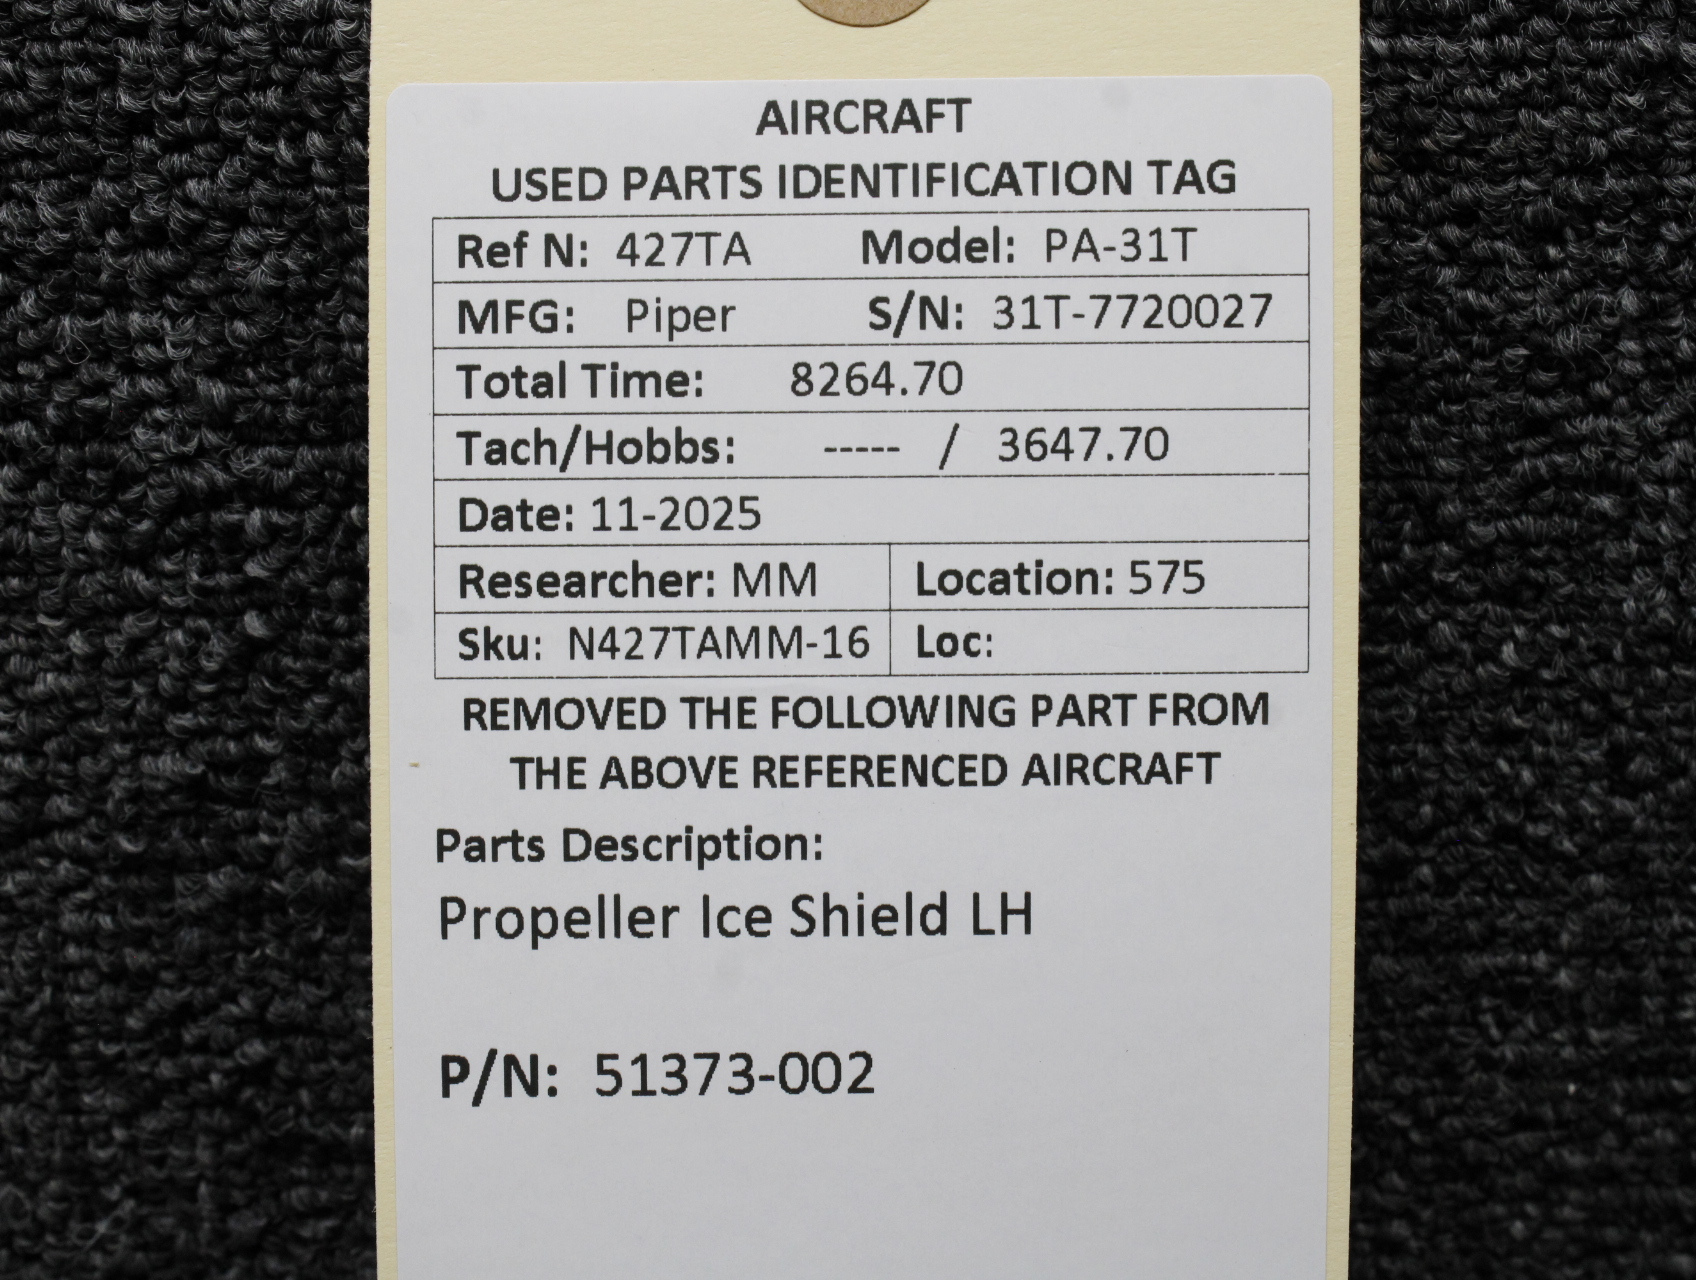 AIRCRAFT
USED PARTS IDENTIFICATION TAG
Ref N: 427TA Model: PA-31T
MFG: Piper S/N: 31T-7720027
Total Time: 8264.70
Tach/Hobbs: ----- / 3647.70
Date: 11-2025
Researcher: MM Location: 575
Sku: N427TAMM-16 Loc:
REMOVED THE FOLLOWING PART FROM
THE ABOVE REFERENCED AIRCRAFT
Parts Description:
Propeller Ice Shield LH
P/N: 51373-002